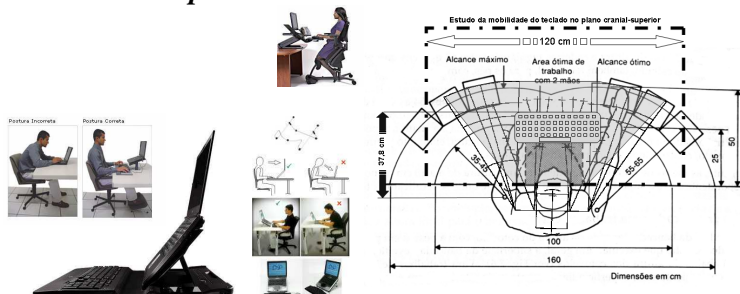 Postura Incorreta
Postura Correta
Estudo da mobilidade do teclado no plano cranial-superior
120 cm
Alcance máximo
Área ótima de
trabalho
com 2 mãos
Alcance ótimo
37,8 cm
35-45
55-65
25
50
100
160
Dimensões em cm